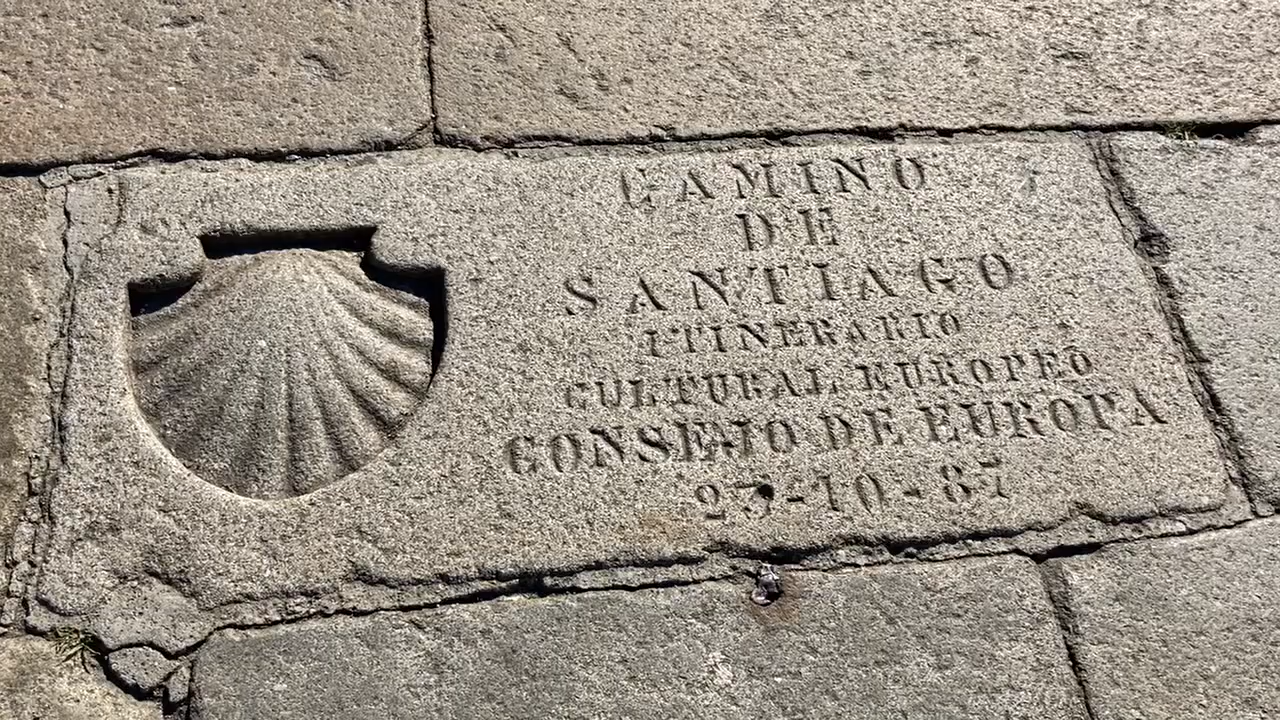 CAMINO
DE
SANTIAGO
ITINERARIO
CULTURAL EUROPEO
CONSEJO DE EUROPA
23-10-87